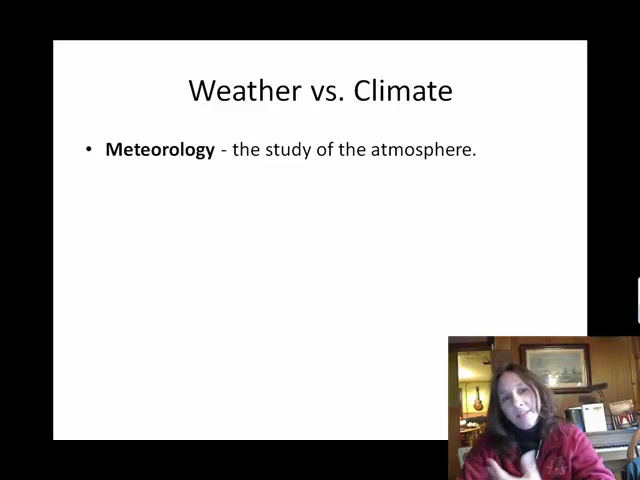 Weather vs. Climate
• Meteorology - the study of the atmosphere.